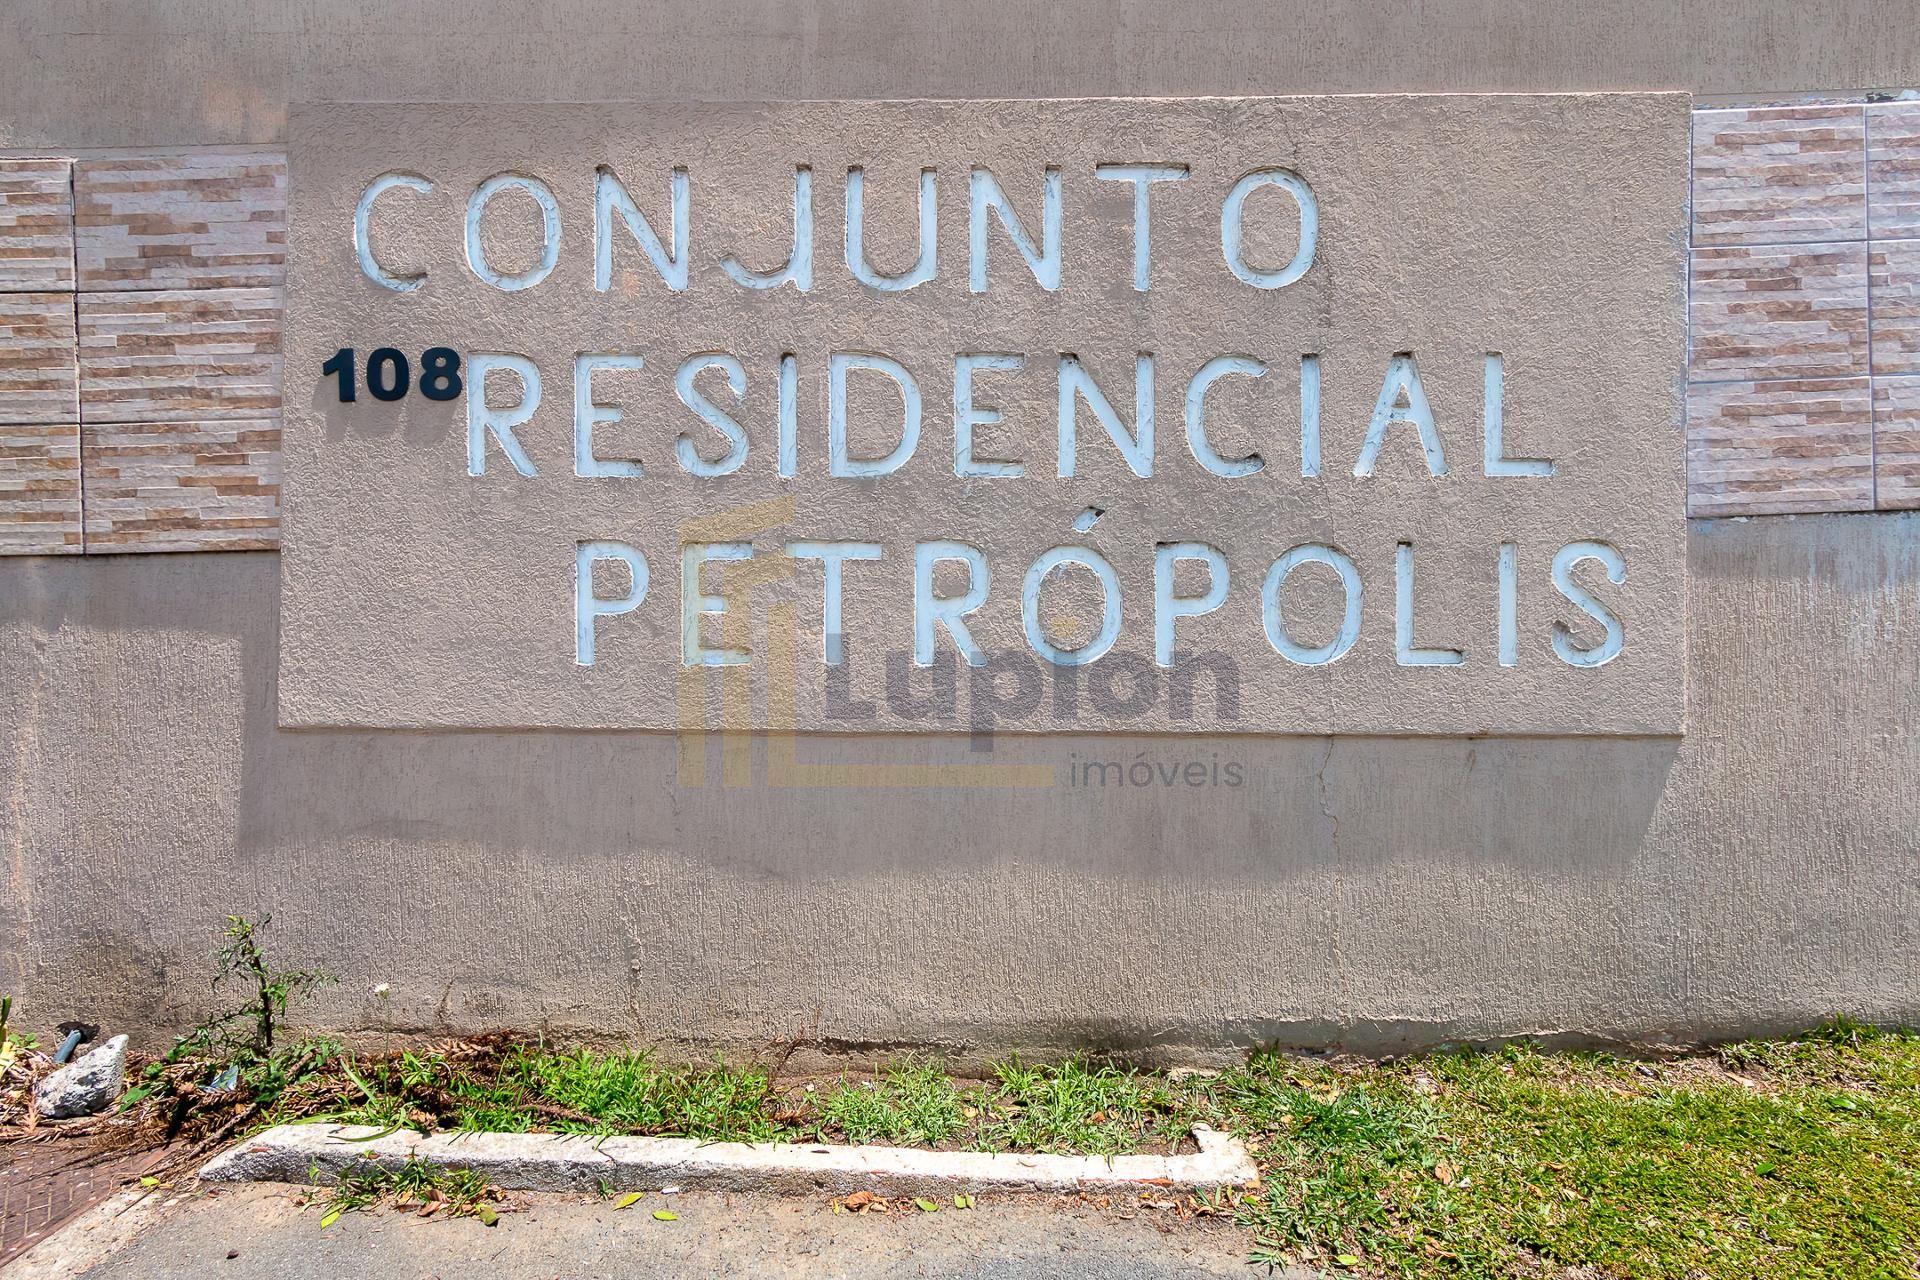 CONJUNTO
108 RESIDENCIAL
PETRÓPOLIS
Lupion
imóveis